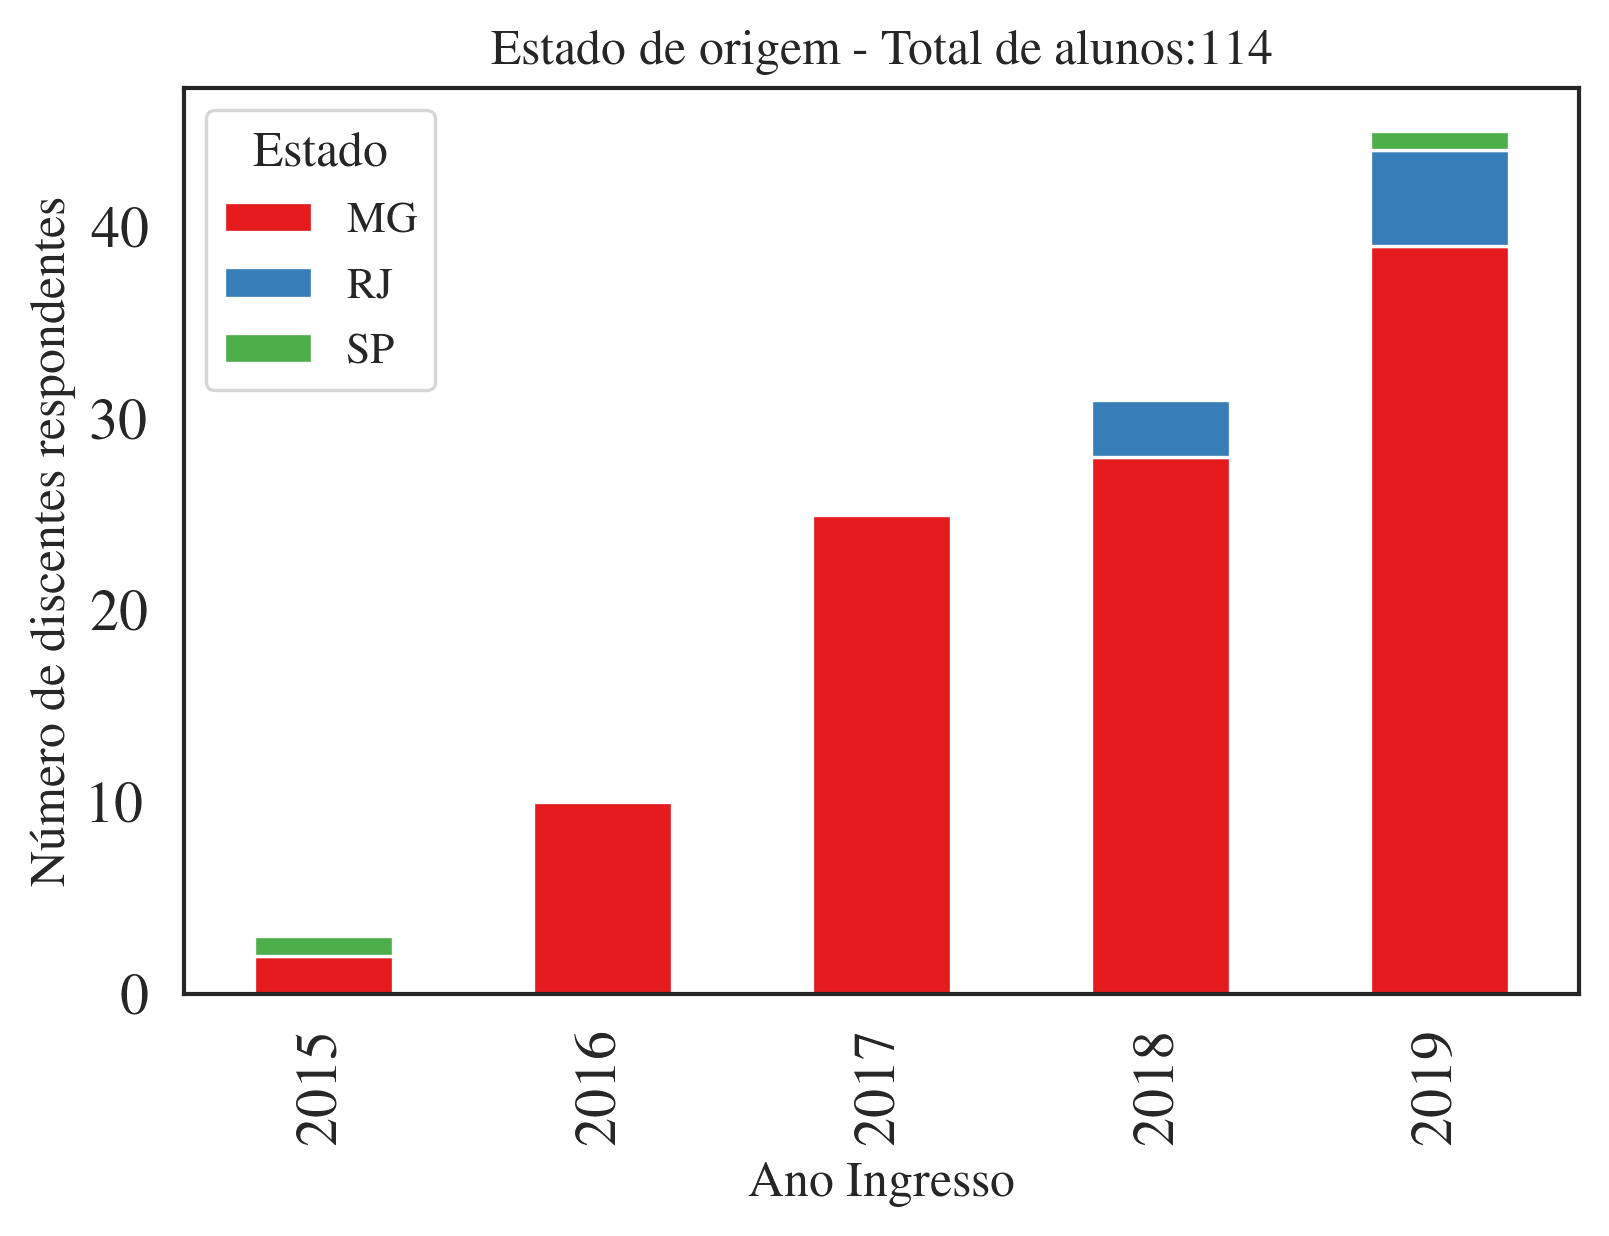 Estado de origem - Total de alunos:114
Estado
MG
RJ
SP
Número de discentes respondentes
40
30
20
10
0
2015
2016
2017
2018
2019
Ano Ingresso